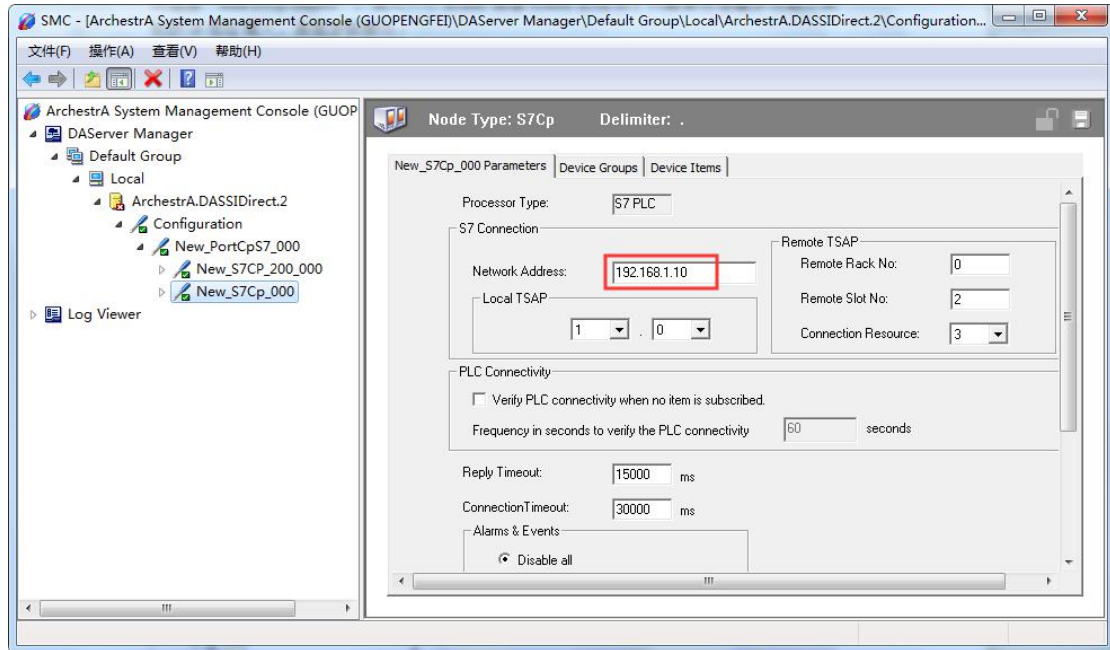 SMC - [ArchestrA System Management Console (GUOPENGFEI)\DAServer Manager\Default Group\Local\ArchestrA.DASSIDirect.2\Configuration...
文件(F) 操作(A) 查看(V) 帮助(H)
ArchestrA System Management Console (GUOP
DAServer Manager
Default Group
Local
ArchestrA.DASSIDirect.2
Configuration
New_PortCpS7_000
New_S7CP_200_000
New_S7Cp_000
Log Viewer
Node Type: S7Cp Delimiter: .
New_S7Cp_000 Parameters Device Groups Device Items
Processor Type: S7 PLC
S7 Connection
Network Address: 192.168.1.10
Local TSAP
1 . 0
Remote TSAP
Remote Rack No: 0
Remote Slot No: 2
Connection Resource: 3
PLC Connectivity
Verify PLC connectivity when no item is subscribed.
Frequency in seconds to verify the PLC connectivity 60 seconds
Reply Timeout: 15000 ms
ConnectionTimeout: 30000 ms
Alarms & Events
Disable all